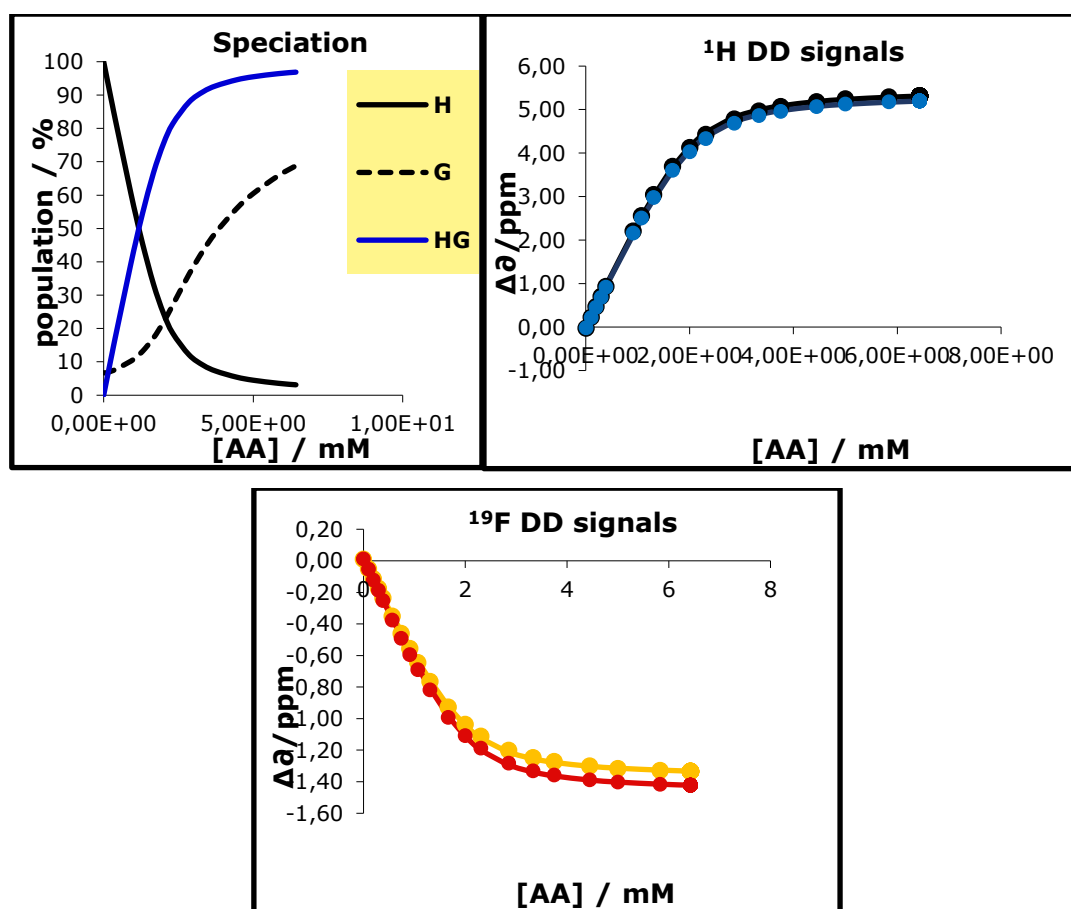 Speciation
population / %
100
90
80
70
60
50
40
30
20
10
0
H
G
HG
0,00E+00 5,00E+00 1,00E+01
[AA] / mM
¹H DD signals
Δ∂/ppm
6,00
5,00
4,00
3,00
2,00
1,00
0,00
-1,00
0,00E+00 2,00E+00 4,00E+00 6,00E+00 8,00E+00
[AA] / mM
¹⁹F DD signals
Δ∂/ppm
0,20
0,00
-0,20
-0,40
-0,60
-0,80
-1,00
-1,20
-1,40
-1,60
0 2 4 6 8
[AA] / mM